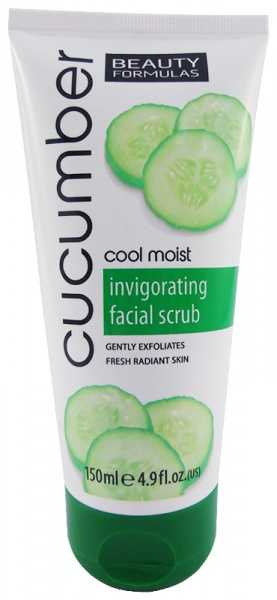 BEAUTY
FORMULAS
cucumber
cool moist
invigorating
facial scrub
GENTLY EXFOLIATES
FRESH RADIANT SKIN
150ml ℮ 4.9fl.oz.(US)